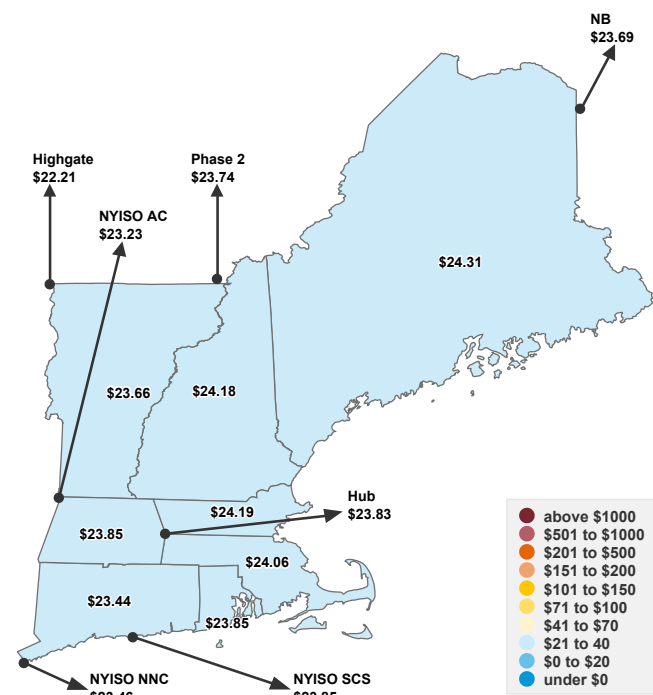 NB
$23.69
Highgate
$22.21
Phase 2
$23.74
NYISO AC
$23.23
$24.31
$23.66
$24.18
Hub
$23.83
$24.19
$23.85
$24.06
$23.44
$23.85
NYISO NNC
NYISO SCS
above $1000
$501 to $1000
$201 to $500
$151 to $200
$101 to $150
$71 to $100
$41 to $70
$21 to 40
$0 to $20
under $0